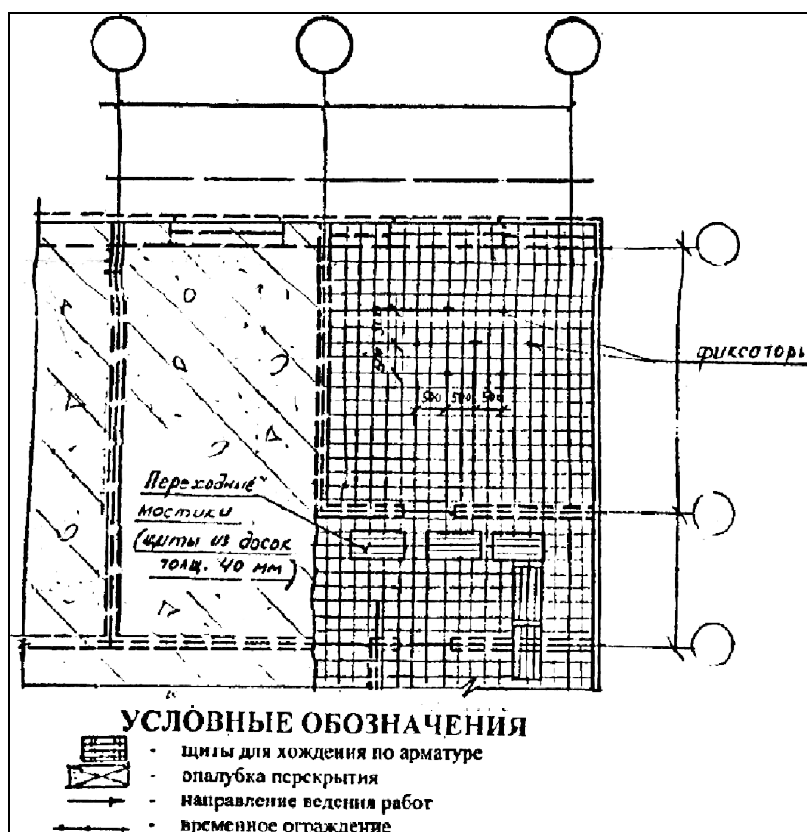 фиксаторы
500 500 500
Переходные
мостики
(щиты из досок
толщ. 40 мм)
УСЛОВНЫЕ ОБОЗНАЧЕНИЯ
- щиты для хождения по арматуре
- опалубка перекрытия
- направление ведения работ
- временное ограждение